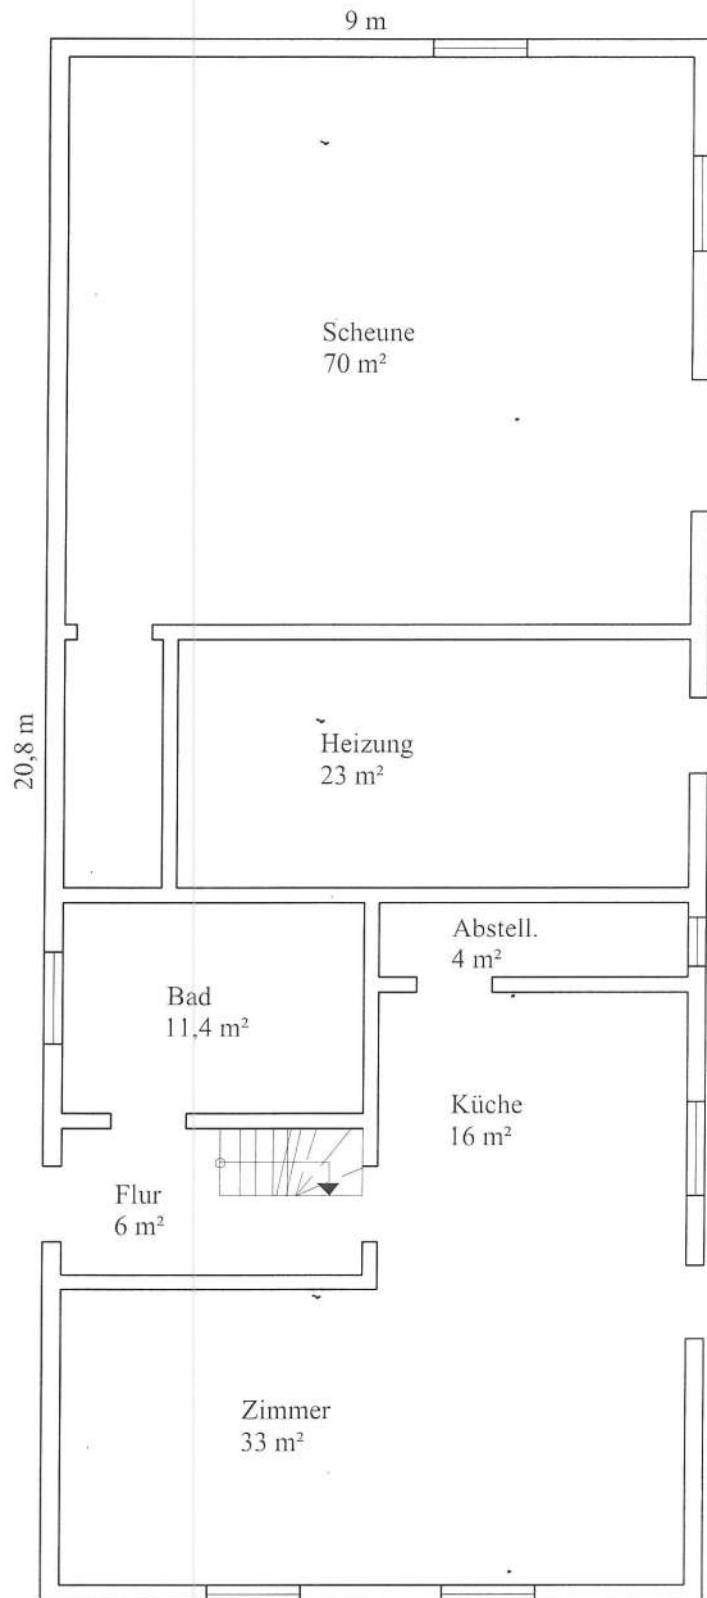 9 m
Scheune
70 m²
20,8 m
Heizung
23 m²
Abstell.
4 m²
Bad
11,4 m²
Küche
16 m²
Flur
6 m²
Zimmer
33 m²